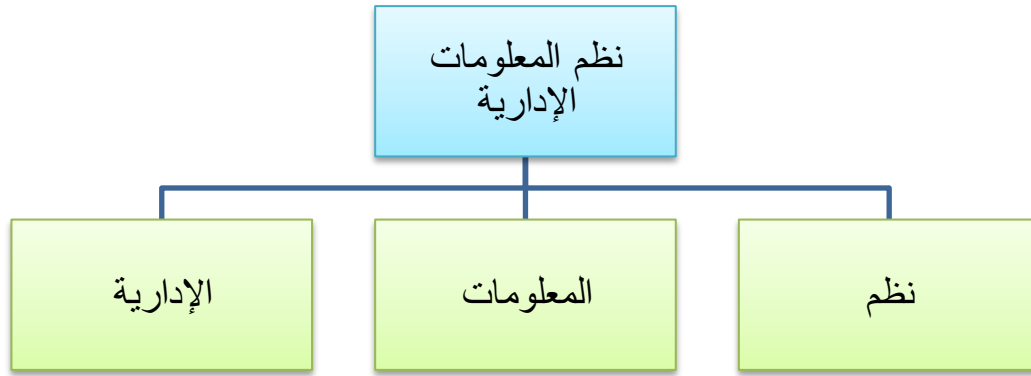 نظم المعلومات
الإدارية
نظم
المعلومات
الإدارية